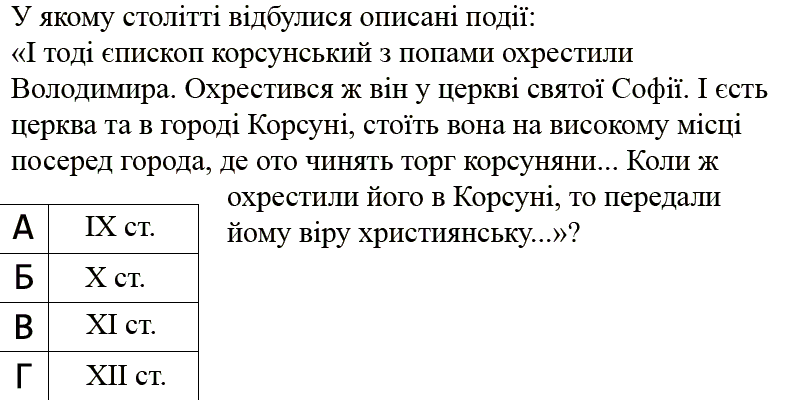 У якому столітті відбулися описані події:
«І тоді єпископ корсунський з попами охрестили
Володимира. Охрестився ж він у церкві святої Софії. І єсть
церква та в городі Корсуні, стоїть вона на високому місці
посеред города, де ото чинять торг корсуняни... Коли ж
охрестили його в Корсуні, то передали
йому віру християнську...»?
А IX ст.
Б X ст.
В XI ст.
Г XII ст.